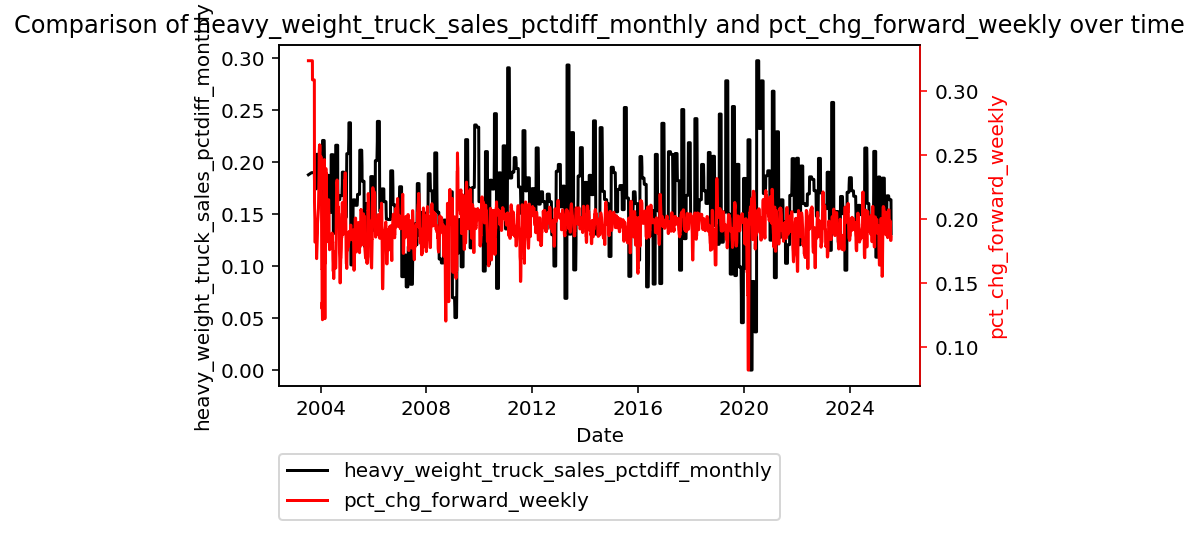 Comparison of heavy_weight_truck_sales_pctdiff_monthly and pct_chg_forward_weekly over time
heavy_weight_truck_sales_pctdiff_monthly
0.30
0.25
0.20
0.15
0.10
0.05
0.00
0.30
0.25
0.20
0.15
0.10
pct_chg_forward_weekly
2004 2008 2012 2016 2020 2024
Date
heavy_weight_truck_sales_pctdiff_monthly
pct_chg_forward_weekly